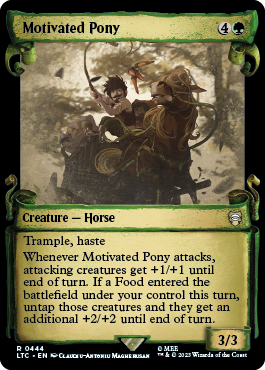 Motivated Pony 4
Creature — Horse
Trample, haste
Whenever Motivated Pony attacks,
attacking creatures get +1/+1 until
end of turn. If a Food entered the
battlefield under your control this turn,
untap those creatures and they get an
additional +2/+2 until end of turn.
3/3
R 0444
LTC • EN Claudiu-Antoniu Magherusan
© MEE
™ & © 2023 Wizards of the Coast